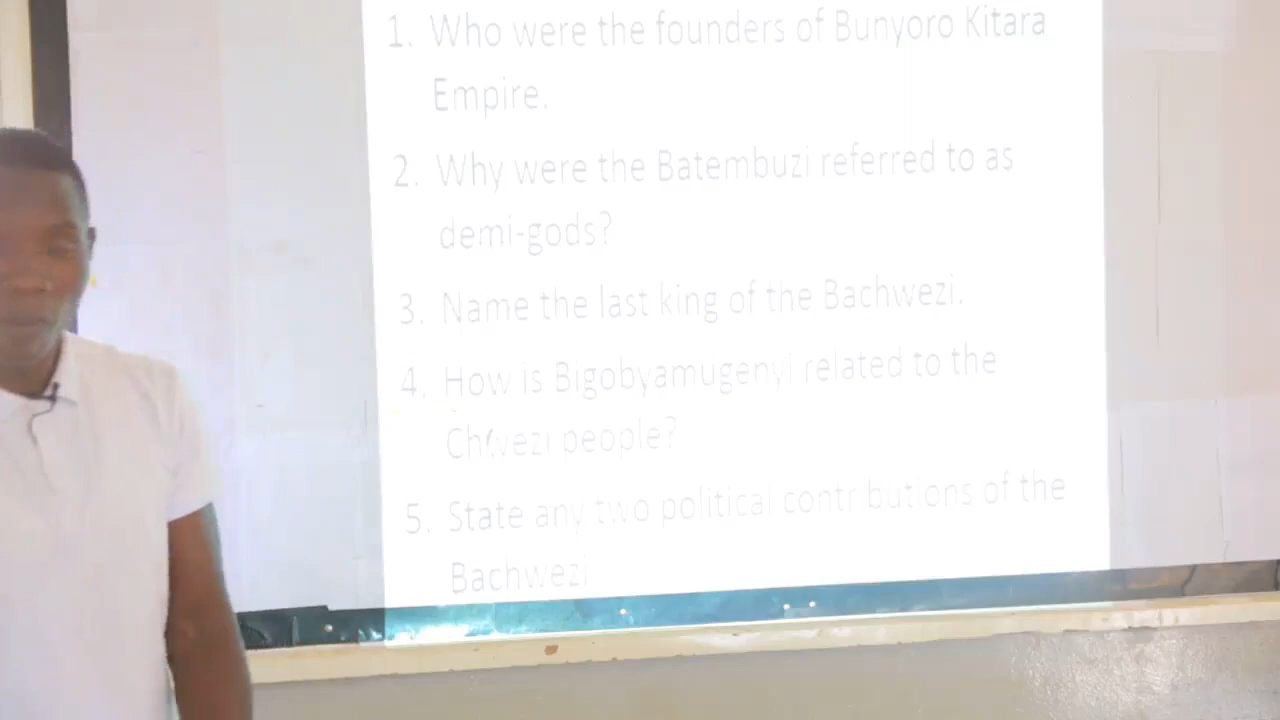 1. Who were the founders of Bunyoro Kitara
Empire.
2. Why were the Batembuzi referred to as
demi-gods?
3. Name the last king of the Bachwezi.
4. How is Bigobyamugenyi related to the
Chwezi people?
5. State any two political contributions of the
Bachwezi